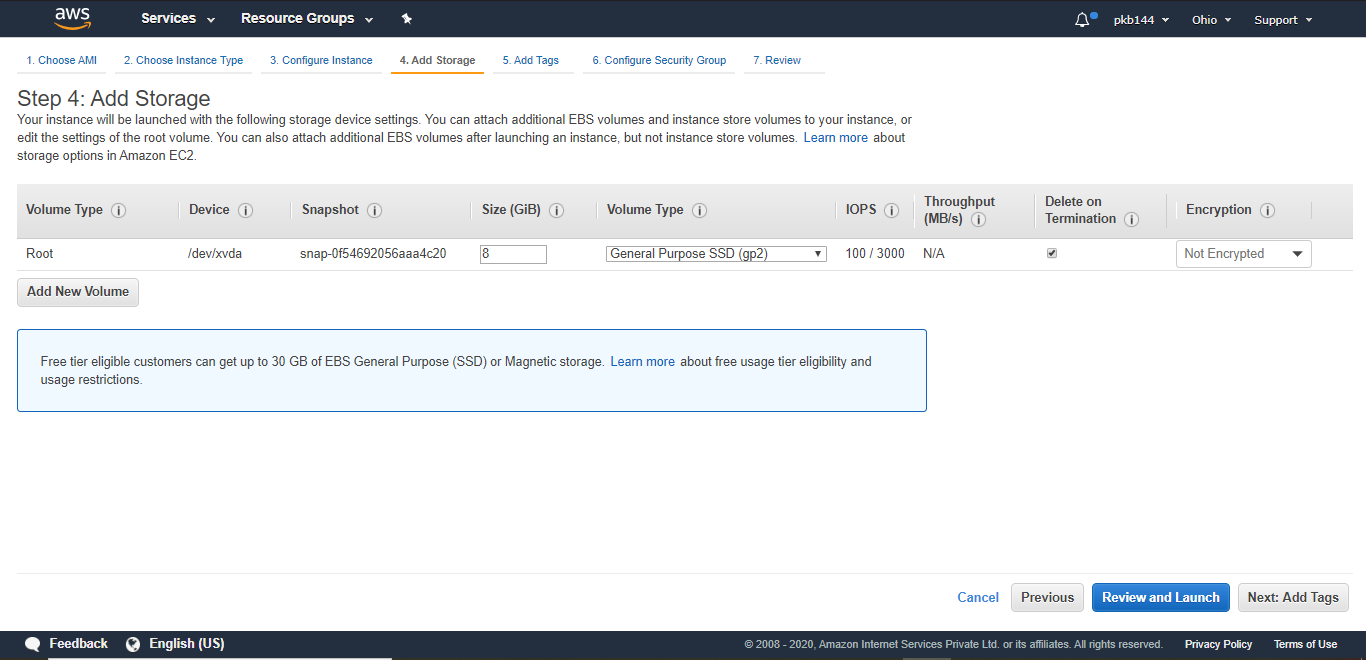 aws Services Resource Groups pkb144 Ohio Support
1. Choose AMI 2. Choose Instance Type 3. Configure Instance 4. Add Storage 5. Add Tags 6. Configure Security Group 7. Review
Step 4: Add Storage
Your instance will be launched with the following storage device settings. You can attach additional EBS volumes and instance store volumes to your instance, or
edit the settings of the root volume. You can also attach additional EBS volumes after launching an instance, but not instance store volumes. Learn more about
storage options in Amazon EC2.
Volume Type i Device i Snapshot i Size (GiB) i Volume Type i IOPS i Throughput (MB/s) i Delete on Termination i Encryption i
Root /dev/xvda snap-0f54692056aaa4c20 8 General Purpose SSD (gp2) 100 / 3000 N/A Not Encrypted
Add New Volume
Free tier eligible customers can get up to 30 GB of EBS General Purpose (SSD) or Magnetic storage. Learn more about free usage tier eligibility and
usage restrictions.
Cancel Previous Review and Launch Next: Add Tags
Feedback English (US) © 2008 - 2020, Amazon Internet Services Private Ltd. or its affiliates. All rights reserved. Privacy Policy Terms of Use